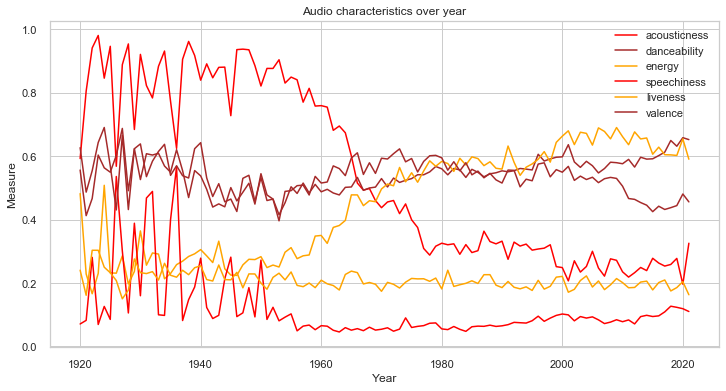 Audio characteristics over year
acousticness
danceability
energy
speechiness
liveness
valence
1.0
0.8
0.6
0.4
0.2
0.0
Measure
1920
1940
1960
1980
2000
2020
Year